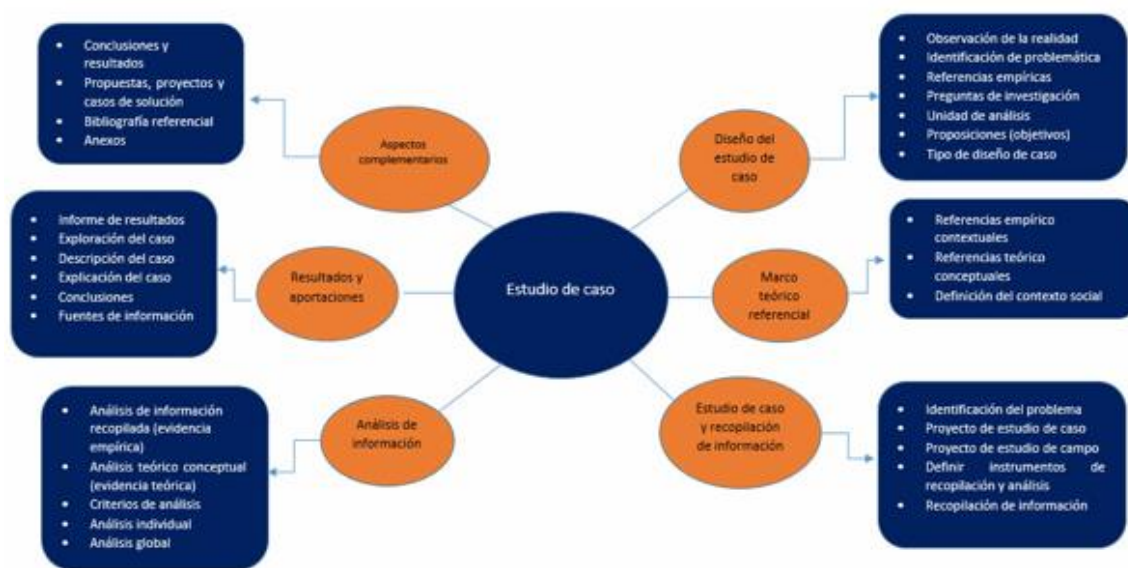 Conclusiones y
resultados
Propuestas, proyectos y
casos de solución
Bibliografía referencial
Anexos
Aspectos
complementarios
Diseño del
estudio de
caso
Observación de la realidad
Identificación de problemática
Referencias empíricas
Preguntas de investigación
Unidad de análisis
Proposiciones (objetivos)
Tipo de diseño de caso
Informe de resultados
Exploración del caso
Descripción del caso
Explicación del caso
Conclusiones
Fuentes de información
Resultados y
aportaciones
Estudio de caso
Marco
teórico
referencial
Referencias empírico
contextuales
Referencias teórico
conceptuales
Definición del contexto social
Análisis de información
recopilada (evidencia
empírica)
Análisis teórico conceptual
(evidencia teórica)
Criterios de análisis
Análisis individual
Análisis global
Análisis de
información
Estudio de caso
y recopilación
de información
Identificación del problema
Proyecto de estudio de caso
Proyecto de estudio de campo
Definir instrumentos de
recopilación y análisis
Recopilación de información